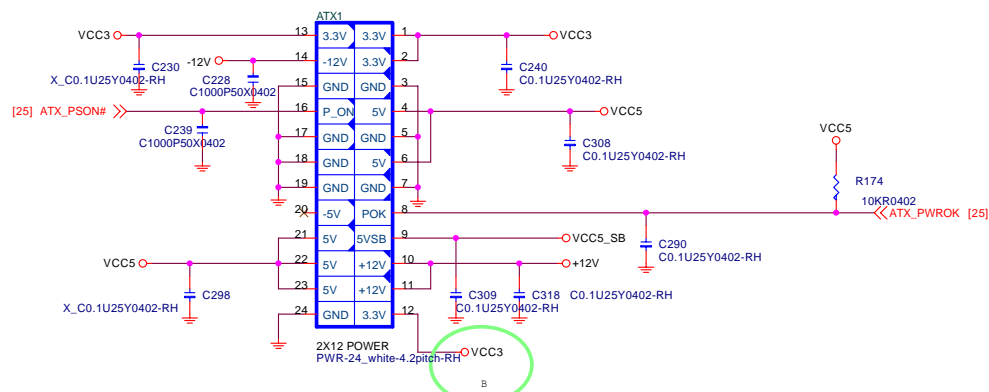 ATX1
VCC3
13
3.3V
3.3V
1
VCC3
C230
X_C0.1U25Y0402-RH
-12V
14
-12V
3.3V
2
C240
C0.1U25Y0402-RH
C228
C1000P50X0402
15
GND
GND
3
[25] ATX_PSON#
16
P_ON
5V
4
VCC5
C239
C1000P50X0402
17
GND
GND
5
C308
C0.1U25Y0402-RH
VCC5
18
GND
5V
6
19
GND
GND
7
R174
10KR0402
20
-5V
POK
8
ATX_PWROK [25]
21
5V
5VSB
9
VCC5_SB
C290
C0.1U25Y0402-RH
VCC5
22
5V
+12V
10
+12V
C298
X_C0.1U25Y0402-RH
23
5V
+12V
11
C309
C0.1U25Y0402-RH
C318
C0.1U25Y0402-RH
24
GND
3.3V
12
2X12 POWER
PWR-24_white-4.2pitch-RH
VCC3
B